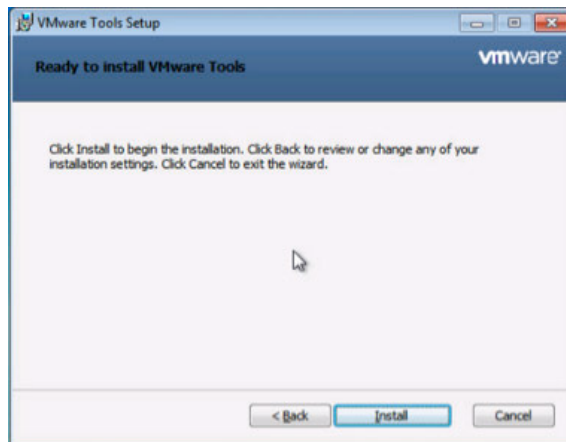 VMware Tools Setup
Ready to install VMware Tools
vmware®
Click Install to begin the installation. Click Back to review or change any of your
installation settings. Click Cancel to exit the wizard.
< Back
Install
Cancel